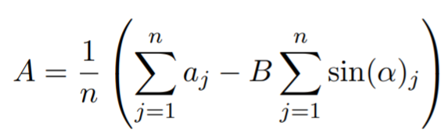 A = \frac{1}{n} \left( \sum_{j=1}^{n} a_j - B \sum_{j=1}^{n} \sin(\alpha)_j \right)